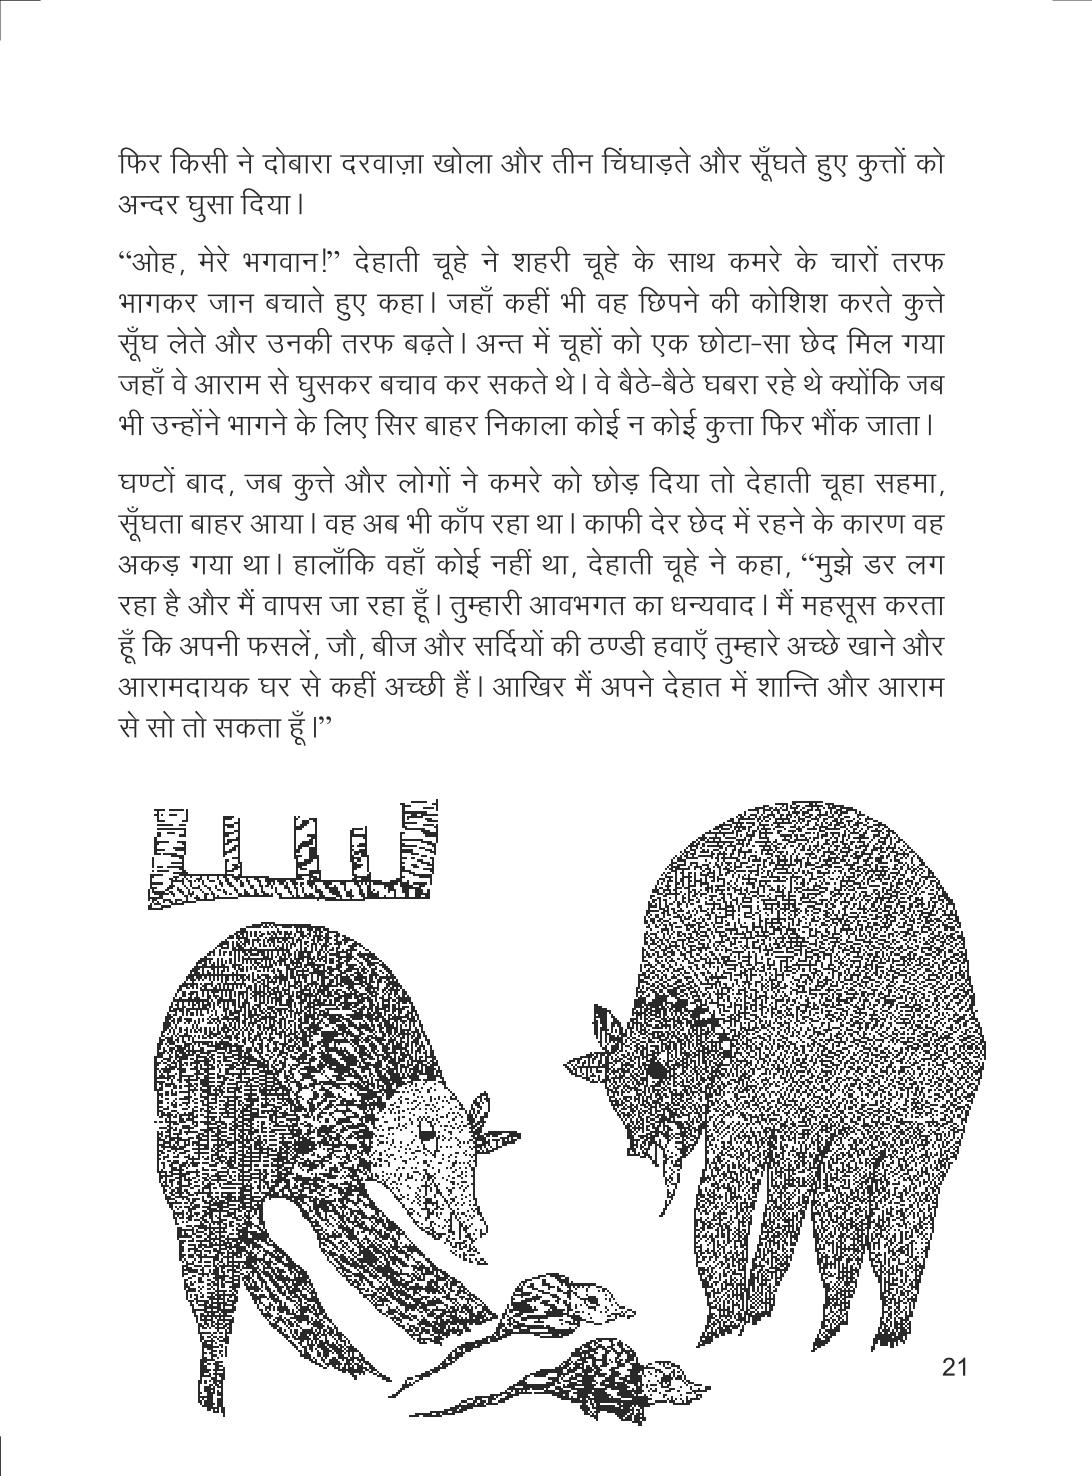 फिर किसी ने दोबारा दरवाज़ा खोला और तीन चिंघाड़ते और सूँघते हुए कुत्तों को
अन्दर घुसा दिया।
“ओह, मेरे भगवान!” देहाती चूहे ने शहरी चूहे के साथ कमरे के चारों तरफ
भागकर जान बचाते हुए कहा। जहाँ कहीं भी वह छिपने की कोशिश करते कुत्ते
सूँघ लेते और उनकी तरफ बढ़ते। अन्त में चूहों को एक छोटा-सा छेद मिल गया
जहाँ वे आराम से घुसकर बचाव कर सकते थे। वे बैठे-बैठे घबरा रहे थे क्योंकि जब
भी उन्होंने भागने के लिए सिर बाहर निकाला कोई न कोई कुत्ता फिर भौंक जाता।
घण्टों बाद, जब कुत्ते और लोगों ने कमरे को छोड़ दिया तो देहाती चूहा सहमा,
सूँघता बाहर आया। वह अब भी काँप रहा था। काफी देर छेद में रहने के कारण वह
अकड़ गया था। हालाँकि वहाँ कोई नहीं था, देहाती चूहे ने कहा, “मुझे डर लग
रहा है और मैं वापस जा रहा हूँ। तुम्हारी आवभगत का धन्यवाद। मैं महसूस करता
हूँ कि अपनी फसलें, जौ, बीज और सर्दियों की ठण्डी हवाएँ तुम्हारे अच्छे खाने और
आरामदायक घर से कहीं अच्छी हैं। आखिर मैं अपने देहात में शान्ति और आराम
से सो तो सकता हूँ।”
21